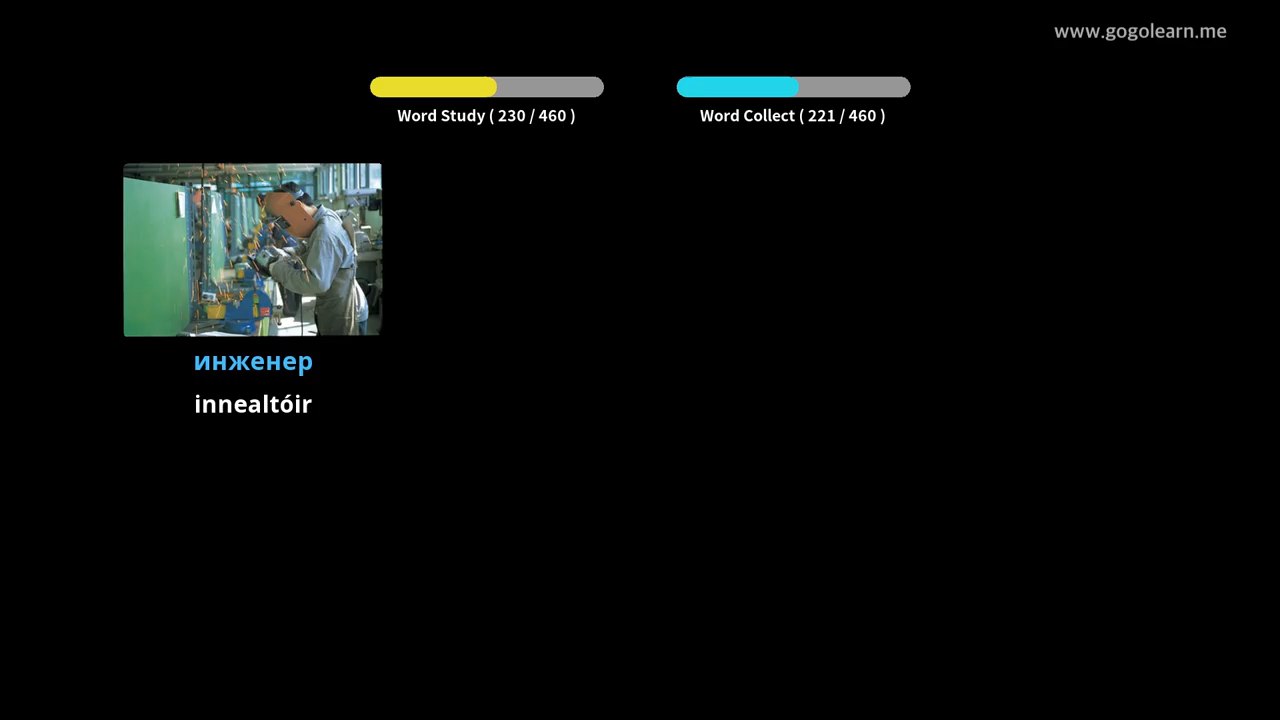 www.gogolearn.me
Word Study ( 230 / 460 )
Word Collect ( 221 / 460 )
инженер
innealtóir